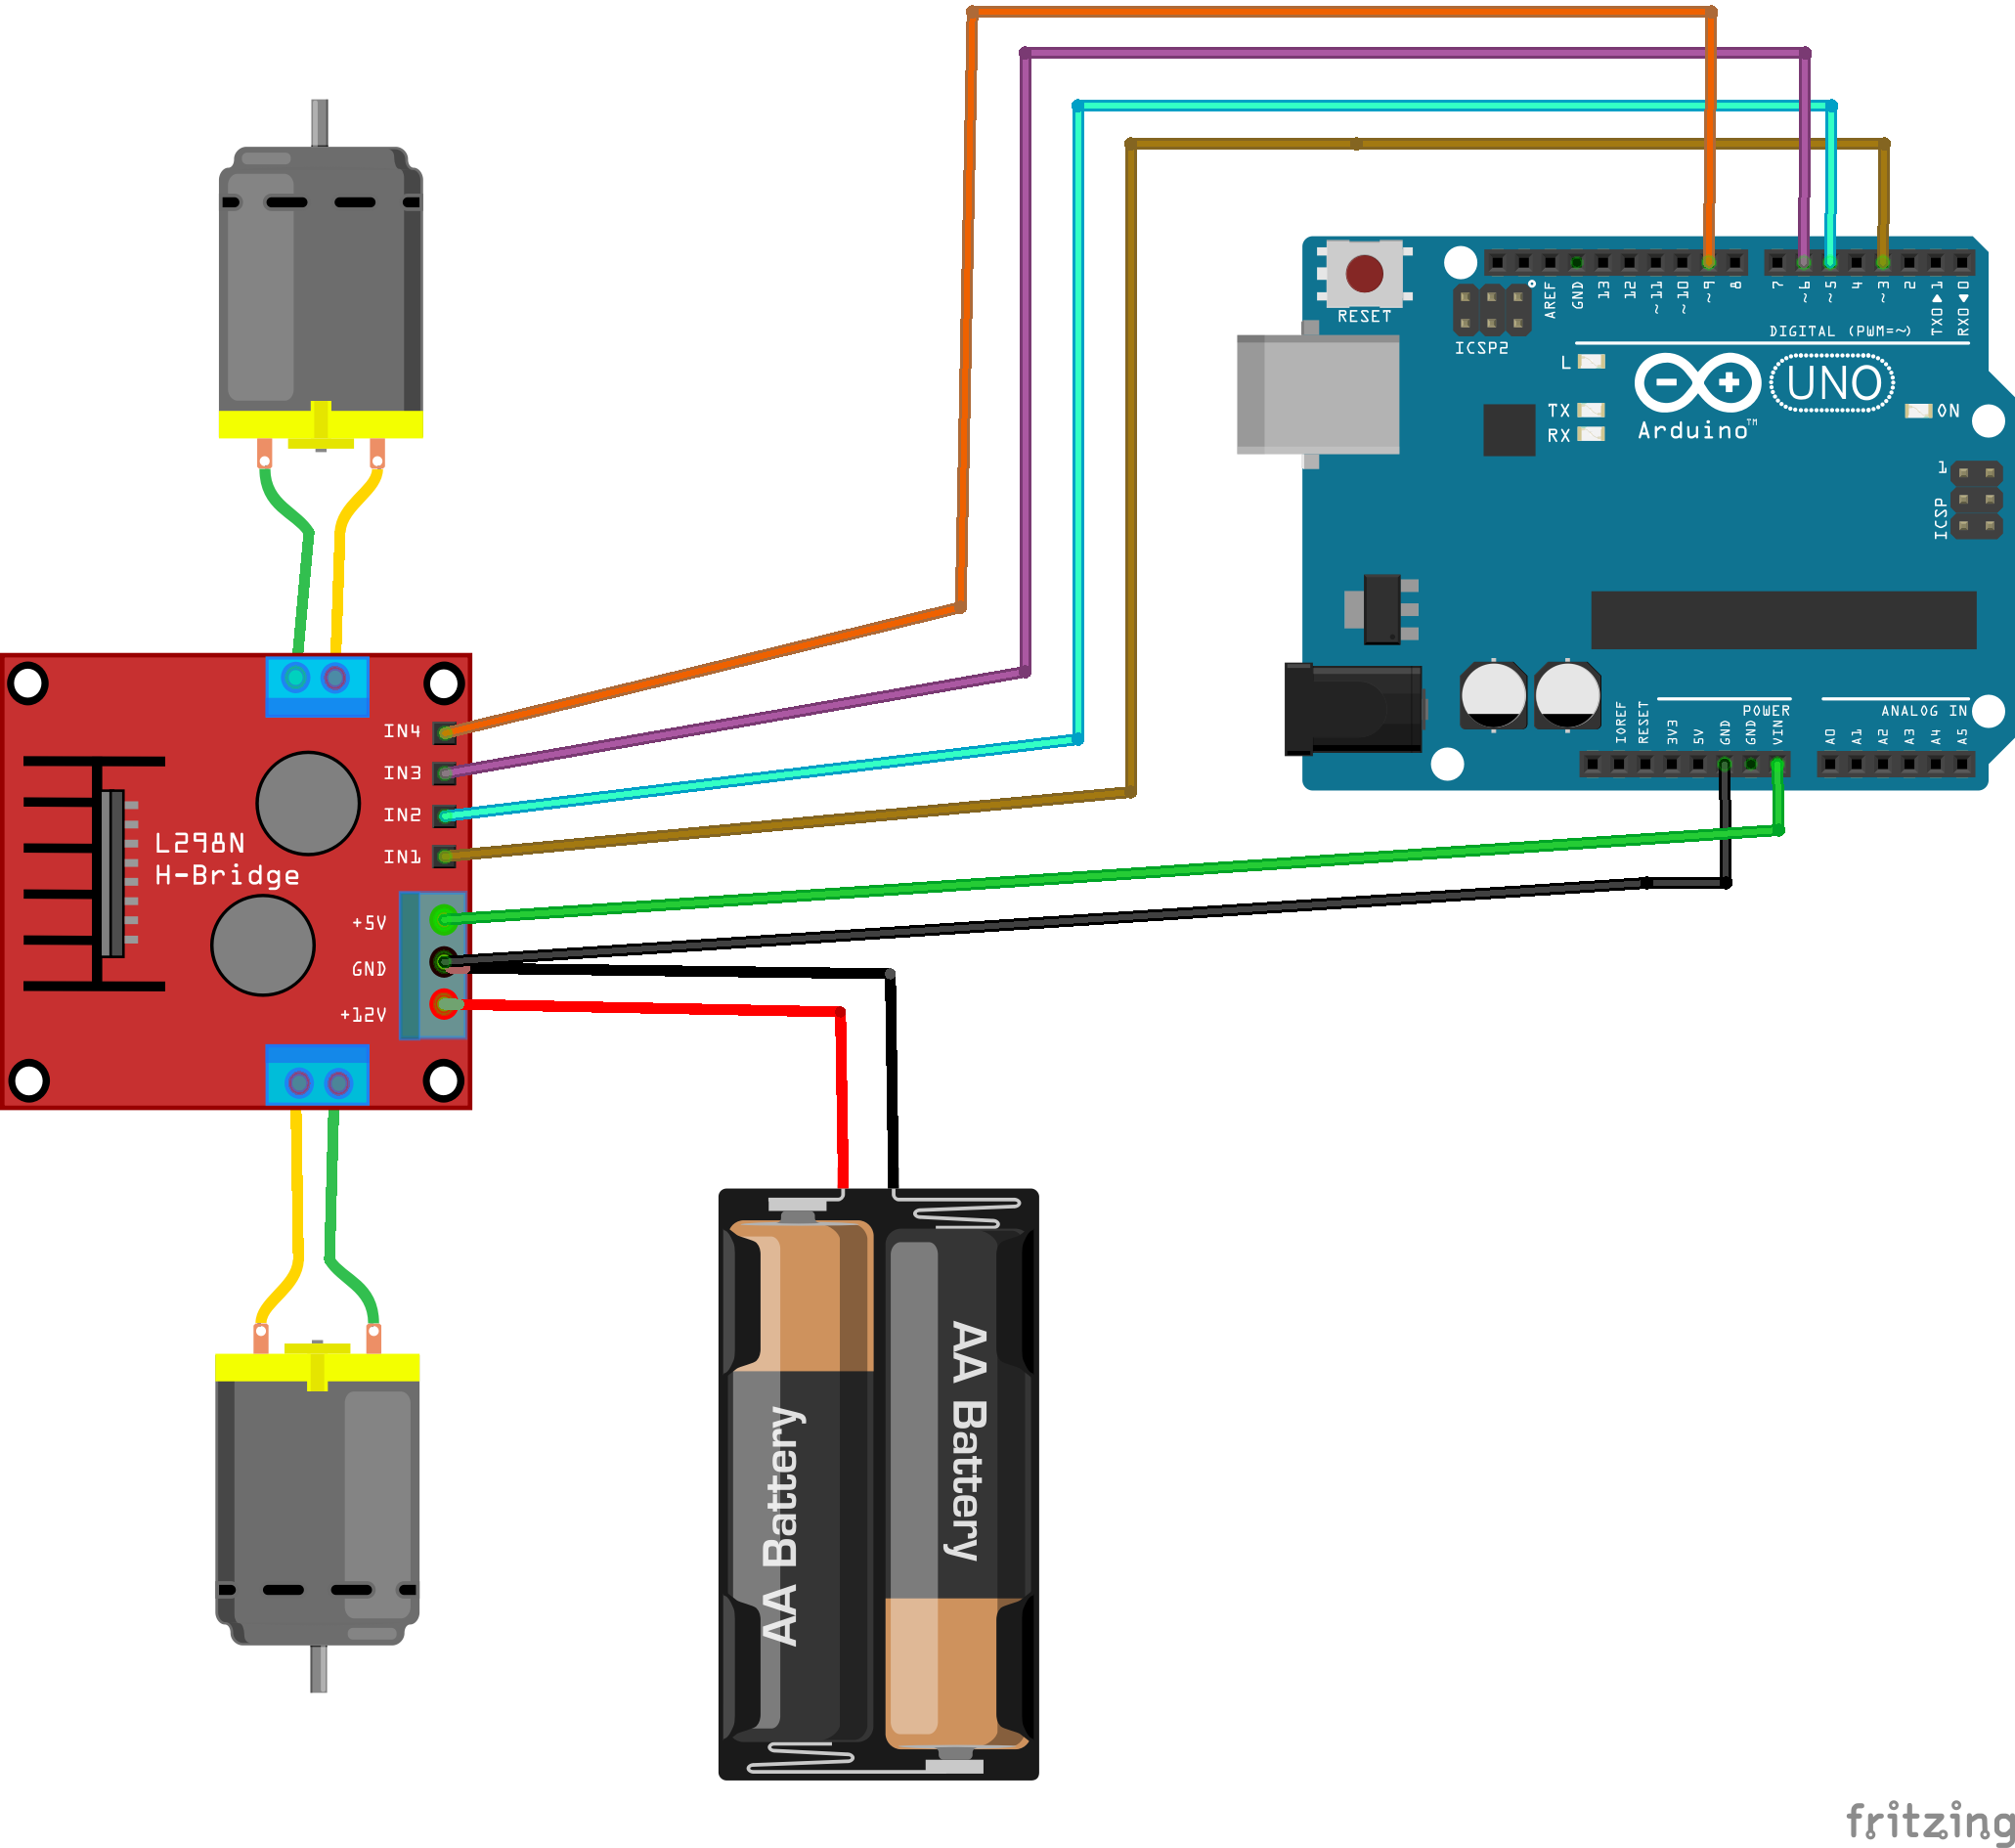 RESET
ICSP2
AREF
GND
13
12
~11
~10
~9
8
7
~6
~5
4
~3
2
TX0 1
RX0 0
DIGITAL (PWM=~)
L
TX
RX
UNO
Arduino™
ON
1
ICSP
IOREF
RESET
3V3
5V
GND
GND
VIN
POWER
ANALOG IN
A0
A1
A2
A3
A4
A5
IN4
IN3
IN2
IN1
L298N
H-Bridge
+5V
GND
+12V
AA Battery
AA Battery
fritzing